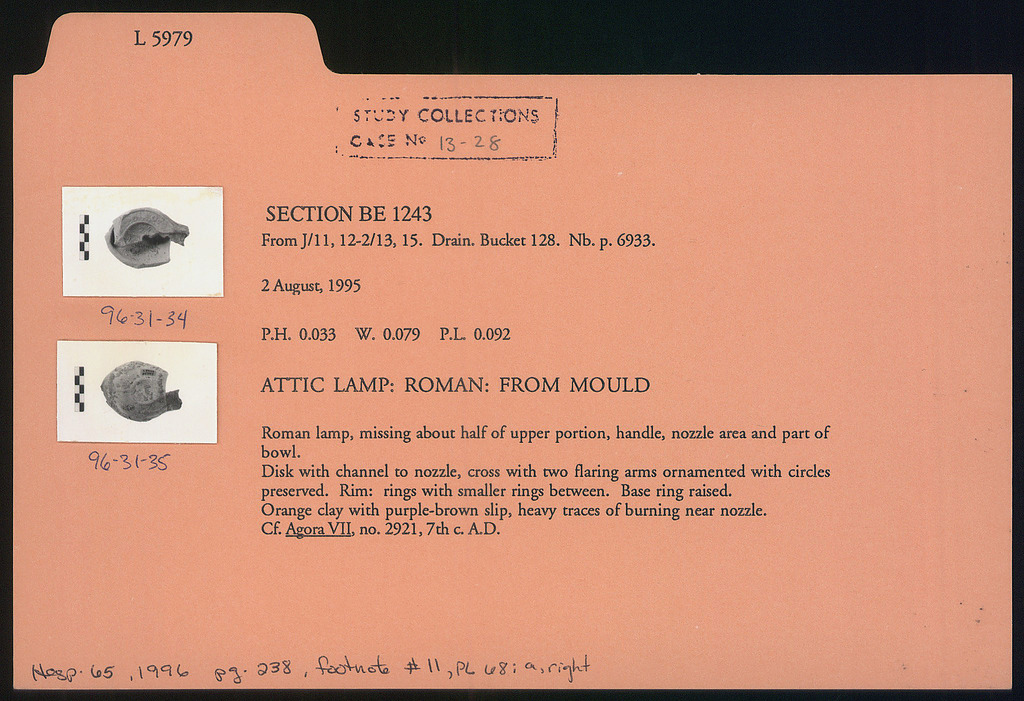 L 5979
STUDY COLLECTIONS
CASE No 13-28
SECTION BE 1243
From J/11, 12-2/13, 15. Drain. Bucket 128. Nb. p. 6933.
2 August, 1995
96-31-34
P.H. 0.033 W. 0.079 P.L. 0.092
ATTIC LAMP: ROMAN: FROM MOULD
Roman lamp, missing about half of upper portion, handle, nozzle area and part of
bowl.
96-31-35
Disk with channel to nozzle, cross with two flaring arms ornamented with circles
preserved. Rim: rings with smaller rings between. Base ring raised.
Orange clay with purple-brown slip, heavy traces of burning near nozzle.
Cf. Agora VII, no. 2921, 7th c. A.D.
Hesp. 65, 1996 pg. 238, footnote #11, PL 68; a, right